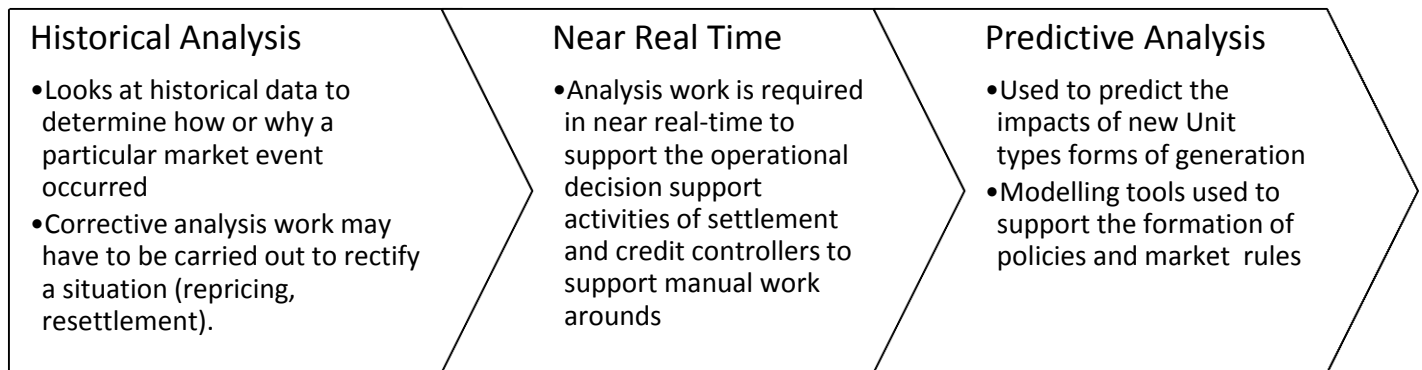 Historical Analysis
•Looks at historical data to
determine how or why a
particular market event
occurred
•Corrective analysis work may
have to be carried out to rectify
a situation (repricing,
resettlement).
Near Real Time
•Analysis work is required
in near real-time to
support the operational
decision support
activities of settlement
and credit controllers to
support manual work
arounds
Predictive Analysis
•Used to predict the
impacts of new Unit
types forms of generation
•Modelling tools used to
support the formation of
policies and market rules